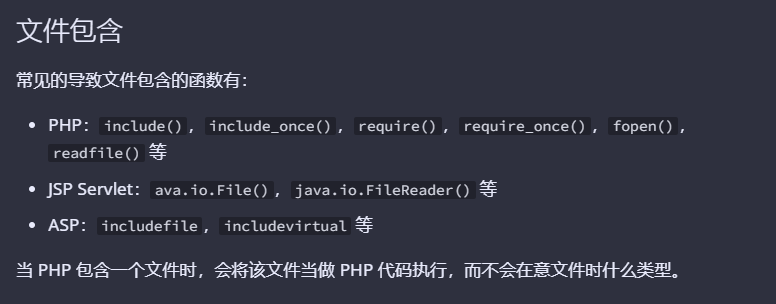 文件包含
常见的导致文件包含的函数有：
• PHP：include()，include_once()，require()，require_once()，fopen()，
readfile() 等
• JSP Servlet：ava.io.File()，java.io.FileReader() 等
• ASP：includefile，includevirtual 等
当 PHP 包含一个文件时，会将该文件当做 PHP 代码执行，而不会在意文件时什么类型。